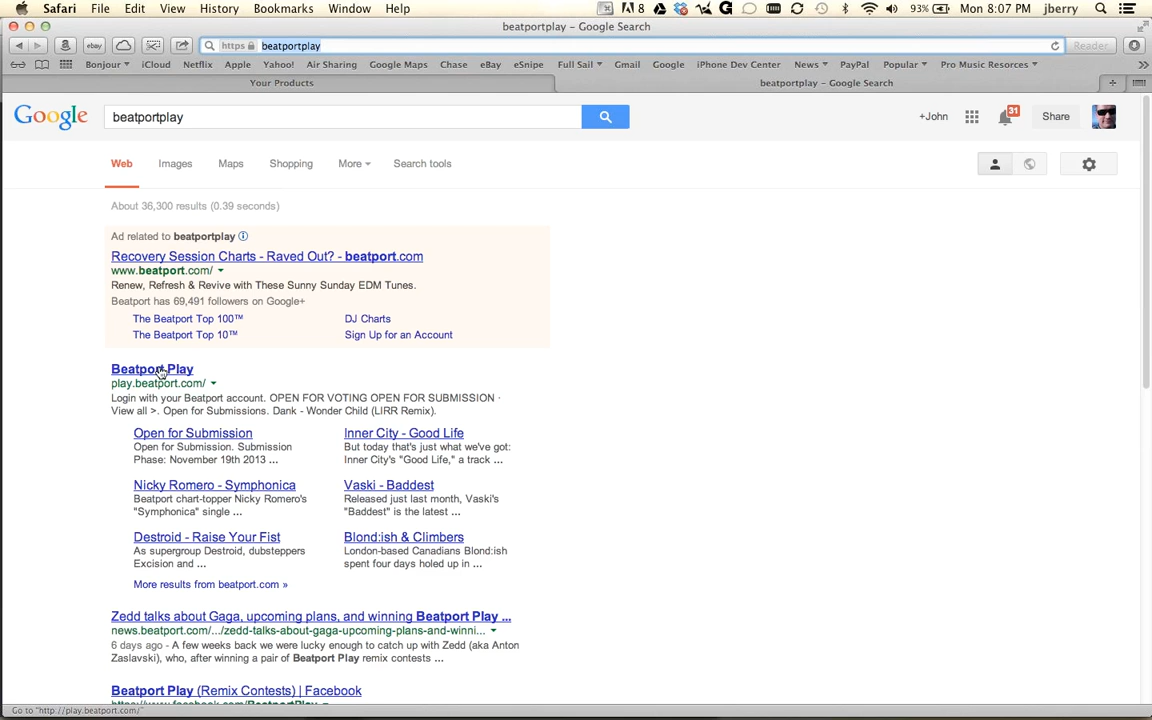 Safari File Edit View History Bookmarks Window Help 8 93% Mon 8:07 PM jberry
beatportplay – Google Search
ebay https beatportplay Reader
Bonjour iCloud Netflix Apple Yahoo! Air Sharing Google Maps Chase eBay eSnipe Full Sail Gmail Google iPhone Dev Center News PayPal Popular Pro Music Resorces
Your Products beatportplay – Google Search
Google beatportplay +John 31 Share
Web Images Maps Shopping More Search tools
About 36,300 results (0.39 seconds)
Ad related to beatportplay
Recovery Session Charts - Raved Out? - beatport.com
www.beatport.com/
Renew, Refresh & Revive with These Sunny Sunday EDM Tunes.
Beatport has 69,491 followers on Google+
The Beatport Top 100™ DJ Charts
The Beatport Top 10™ Sign Up for an Account
Beatport Play
play.beatport.com/
Login with your Beatport account. OPEN FOR VOTING OPEN FOR SUBMISSION ·
View all >. Open for Submissions. Dank - Wonder Child (LIRR Remix).
Open for Submission Inner City - Good Life
Open for Submission. Submission But today that's just what we've got:
Phase: November 19th 2013 ... Inner City's "Good Life," a track ...
Nicky Romero - Symphonica Vaski - Baddest
Beatport chart-topper Nicky Romero's Released just last month, Vaski's
"Symphonica" single ... "Baddest" is the latest ...
Destroid - Raise Your Fist Blond:ish & Climbers
As supergroup Destroid, dubsteppers London-based Canadians Blond:ish
Excision and ... spent four days holed up in ...
More results from beatport.com »
Zedd talks about Gaga, upcoming plans, and winning Beatport Play ...
news.beatport.com/.../zedd-talks-about-gaga-upcoming-plans-and-winni...
6 days ago - A few weeks back we were lucky enough to catch up with Zedd (aka Anton
Zaslavski), who, after winning a pair of Beatport Play remix contests ...
Beatport Play (Remix Contests) | Facebook
https://www.facebook.com/BeatportPlay
Go to "http://play.beatport.com/"